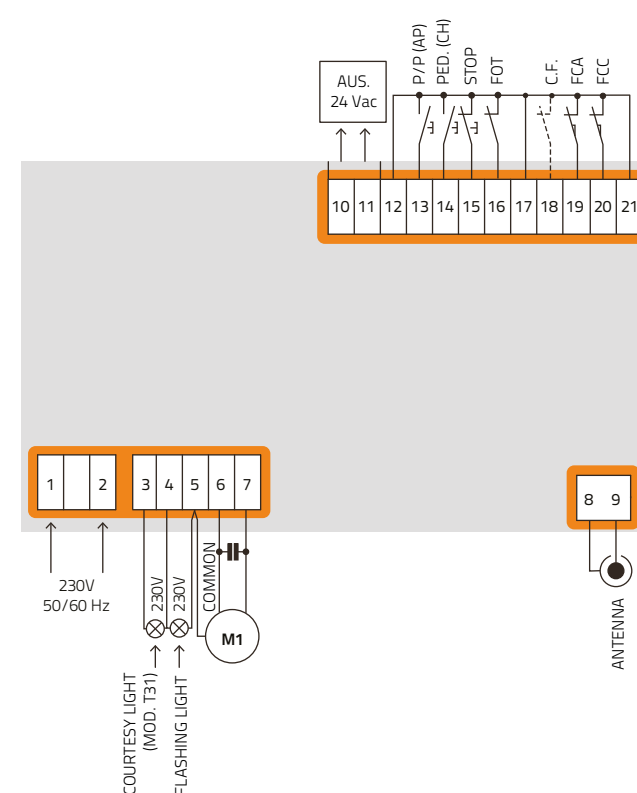 P/P (AP)
PED. (CH)
STOP
FOT
C.F.
FCA
FCC
AUS.
24 Vac
10 11 12 13 14 15 16 17 18 19 20 21
1 2 3 4 5 6 7
8 9
230V
50/60 Hz
230V
230V
COMMON
M1
COURTESY LIGHT
(MOD. T31)
FLASHING LIGHT
ANTENNA